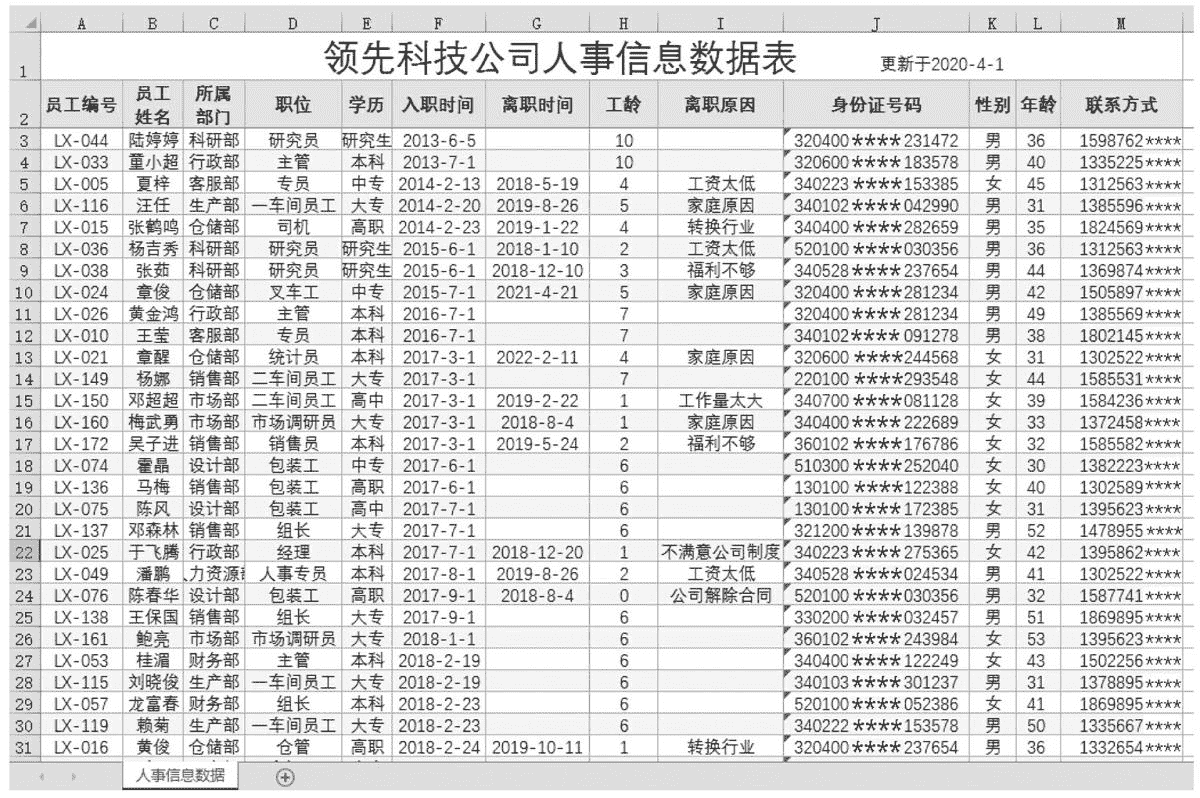 A B C D E F G H I J K L M
1 领先科技公司人事信息数据表 更新于2020-4-1
2 员工编号 员工姓名 所属部门 职位 学历 入职时间 离职时间 工龄 离职原因 身份证号码 性别 年龄 联系方式
3 LX-044 陆婷婷 科研部 研究员 研究生 2013-6-5 10 320400****231472 男 36 1598762****
4 LX-033 董小超 行政部 主管 本科 2013-7-1 10 320600****183578 男 40 1335225****
5 LX-005 夏梓 客服部 专员 中专 2014-2-13 2018-5-19 4 工资太低 340223****153385 女 45 1312563****
6 LX-116 汪任 生产部 一车间员工 大专 2014-2-20 2019-8-26 5 家庭原因 340102****042990 男 31 1385596****
7 LX-015 张鹤鸣 仓储部 司机 高职 2014-2-23 2019-1-22 4 转换行业 340400****282659 男 35 1824569****
8 LX-036 杨吉秀 科研部 研究员 研究生 2015-6-1 2018-1-10 2 工资太低 520100****030356 男 36 1312563****
9 LX-038 张茹 科研部 研究员 研究生 2015-6-1 2018-12-10 3 福利不够 340528****237654 男 44 1369874****
10 LX-024 章俊 仓储部 叉车工 中专 2015-7-1 2021-4-21 5 家庭原因 320400****281234 男 42 1505897****
11 LX-026 黄金鸿 行政部 主管 本科 2016-7-1 7 320400****281234 男 49 1385569****
12 LX-010 王莹 客服部 专员 本科 2016-7-1 7 340102****091278 男 38 1802145****
13 LX-021 章醒 仓储部 统计员 本科 2017-3-1 2022-2-11 4 家庭原因 320600****244568 女 31 1302522****
14 LX-149 杨娜 销售部 二车间员工 大专 2017-3-1 7 220100****293548 女 44 1585531****
15 LX-150 邓超超 市场部 二车间员工 高中 2017-3-1 2019-2-22 1 工作量太大 340700****081128 女 39 1584236****
16 LX-160 梅武勇 市场部 市场调研员 大专 2017-3-1 2018-8-4 1 家庭原因 340400****222689 女 33 1372458****
17 LX-172 吴子进 销售部 销售员 本科 2017-3-1 2019-5-24 2 福利不够 360102****176786 女 32 1585582****
18 LX-074 霍晶 设计部 包装工 中专 2017-6-1 6 510300****252040 女 30 1382223****
19 LX-136 马梅 销售部 包装工 高职 2017-6-1 6 130100****122388 女 40 1302589****
20 LX-075 陈风 设计部 包装工 高中 2017-7-1 6 130100****172385 女 31 1395623****
21 LX-137 邓森林 销售部 组长 大专 2017-7-1 6 321200****139878 男 52 1478955****
22 LX-025 于飞腾 行政部 经理 本科 2017-7-1 2018-12-20 1 不满意公司制度 340223****275365 女 42 1395862****
23 LX-049 潘鹏 力资源 人事专员 本科 2017-8-1 2019-8-26 2 工资太低 340528****024534 男 41 1302522****
24 LX-076 陈春华 设计部 包装工 高职 2017-9-1 2018-8-4 0 公司解除合同 520100****030356 男 32 1587741****
25 LX-138 王保国 销售部 组长 大专 2017-9-1 6 330200****032457 男 51 1869895****
26 LX-161 鲍亮 市场部 市场调研员 大专 2018-1-1 6 360102****243984 女 53 1395623****
27 LX-053 桂湄 财务部 主管 本科 2018-2-19 6 340400****122249 女 43 1502256****
28 LX-115 刘晓俊 生产部 一车间员工 大专 2018-2-19 6 340103****301237 男 31 1378895****
29 LX-057 龙富春 财务部 组长 本科 2018-2-23 6 520100****052386 女 41 1869895****
30 LX-119 赖菊 生产部 一车间员工 大专 2018-2-23 6 340222****153578 男 50 1335667****
31 LX-016 黄俊 仓储部 仓管 高职 2018-2-24 2019-10-11 1 转换行业 320400****237654 男 36 1332654****
人事信息数据